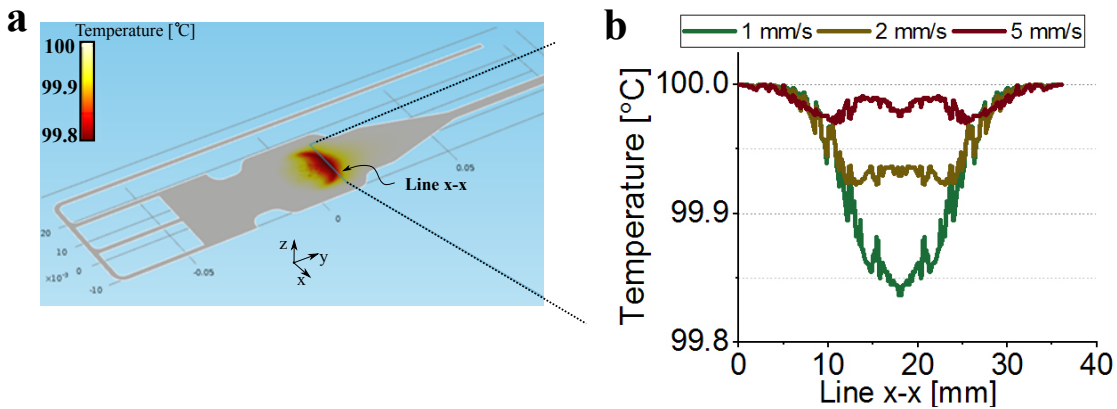 a
Temperature [℃]
100
99.9
99.8
Line x-x
0.05
0
-0.05
20
10
0
×10⁻³
-10
z
y
x
b
1 mm/s 2 mm/s 5 mm/s
Temperature [°C]
100.0
99.9
99.8
0 10 20 30 40
Line x-x [mm]